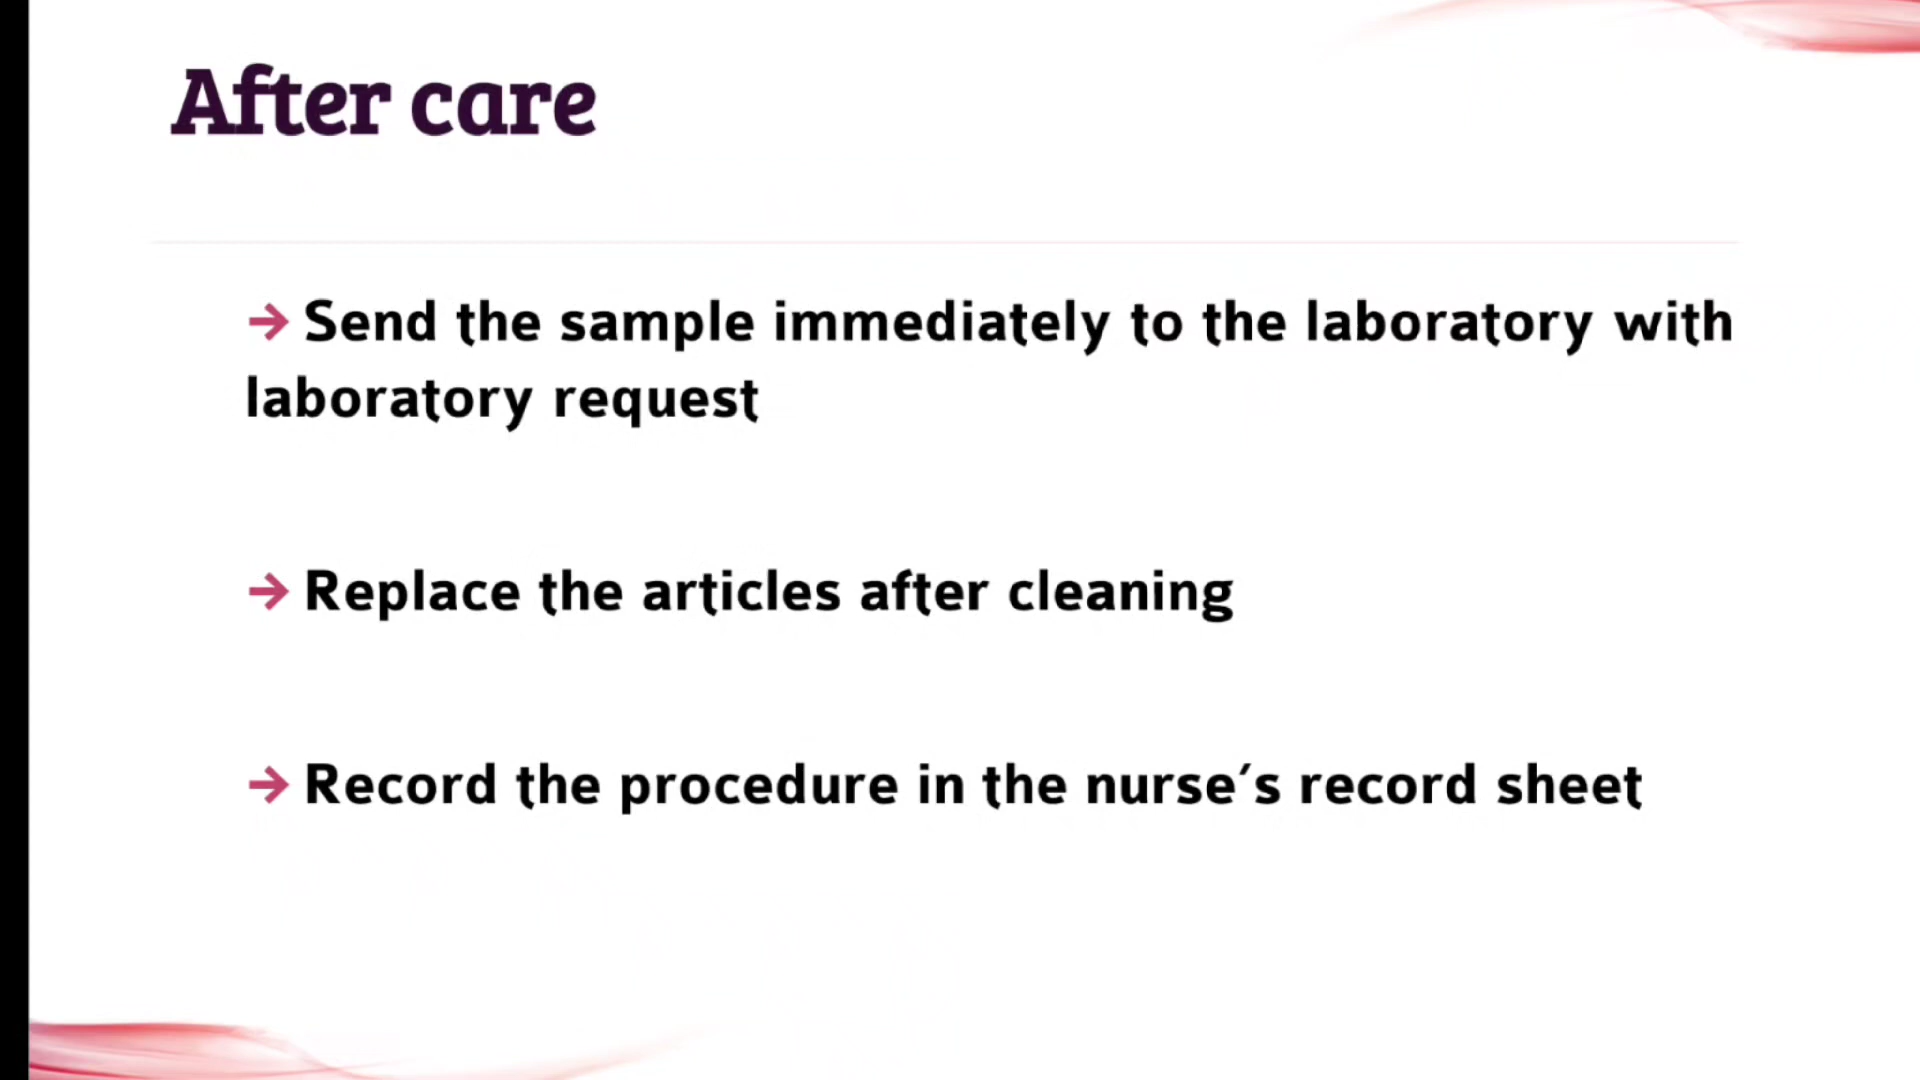 After care
→ Send the sample immediately to the laboratory with
laboratory request
→ Replace the articles after cleaning
→ Record the procedure in the nurse′s record sheet